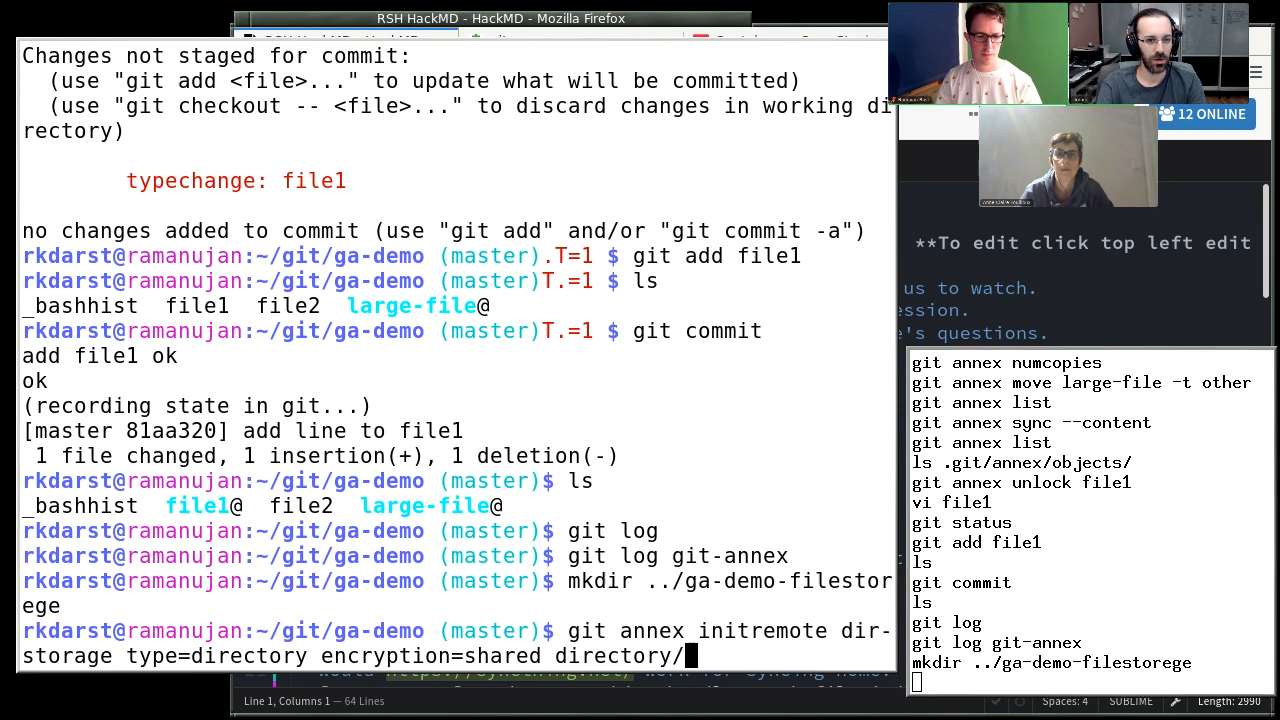 RSH HackMD - HackMD - Mozilla Firefox
Changes not staged for commit:
(use "git add <file>..." to update what will be committed)
(use "git checkout -- <file>..." to discard changes in working di
rectory)
typechange: file1
no changes added to commit (use "git add" and/or "git commit -a")
rkdarst@ramanujan:~/git/ga-demo (master).T=1 $ git add file1
rkdarst@ramanujan:~/git/ga-demo (master)T.=1 $ ls
_bashhist  file1  file2  large-file@
rkdarst@ramanujan:~/git/ga-demo (master)T.=1 $ git commit
add file1 ok
ok
(recording state in git...)
[master 81aa320] add line to file1
1 file changed, 1 insertion(+), 1 deletion(-)
rkdarst@ramanujan:~/git/ga-demo (master)$ ls
_bashhist  file1@  file2  large-file@
rkdarst@ramanujan:~/git/ga-demo (master)$ git log
rkdarst@ramanujan:~/git/ga-demo (master)$ git log git-annex
rkdarst@ramanujan:~/git/ga-demo (master)$ mkdir ../ga-demo-filestor
ege
rkdarst@ramanujan:~/git/ga-demo (master)$ git annex initremote dir-
storage type=directory encryption=shared directory/
12 ONLINE
**To edit click top left edit
us to watch.
ession.
e's questions.
git annex numcopies
git annex move large-file -t other
git annex list
git annex sync --content
git annex list
ls .git/annex/objects/
git annex unlock file1
vi file1
git status
git add file1
ls
git commit
ls
git log
git log git-annex
mkdir ../ga-demo-filestorege
Line 1, Columns 1 — 64 Lines
Spaces: 4
SUBLIME
Length: 2990